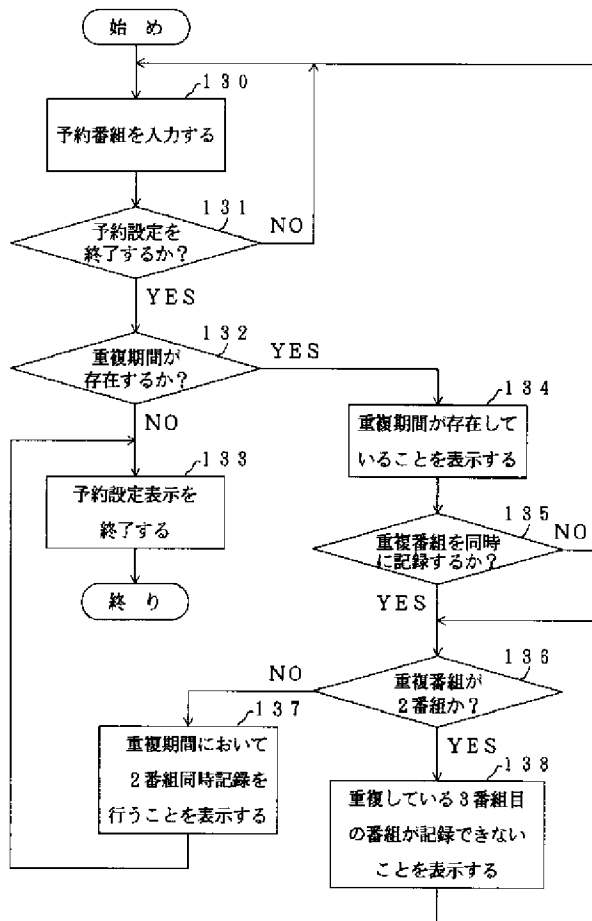 始 め
130
予約番組を入力する
131
予約設定を
終了するか?
NO
YES
132
重複期間が
存在するか?
YES
NO
133
予約設定表示を
終了する
終 り
134
重複期間が存在して
いることを表示する
135
重複番組を同時
に記録するか?
NO
YES
136
重複番組が
2番組か?
NO
YES
137
重複期間において
2番組同時記録を
行うことを表示する
138
重複している3番組目
の番組が記録できない
ことを表示する